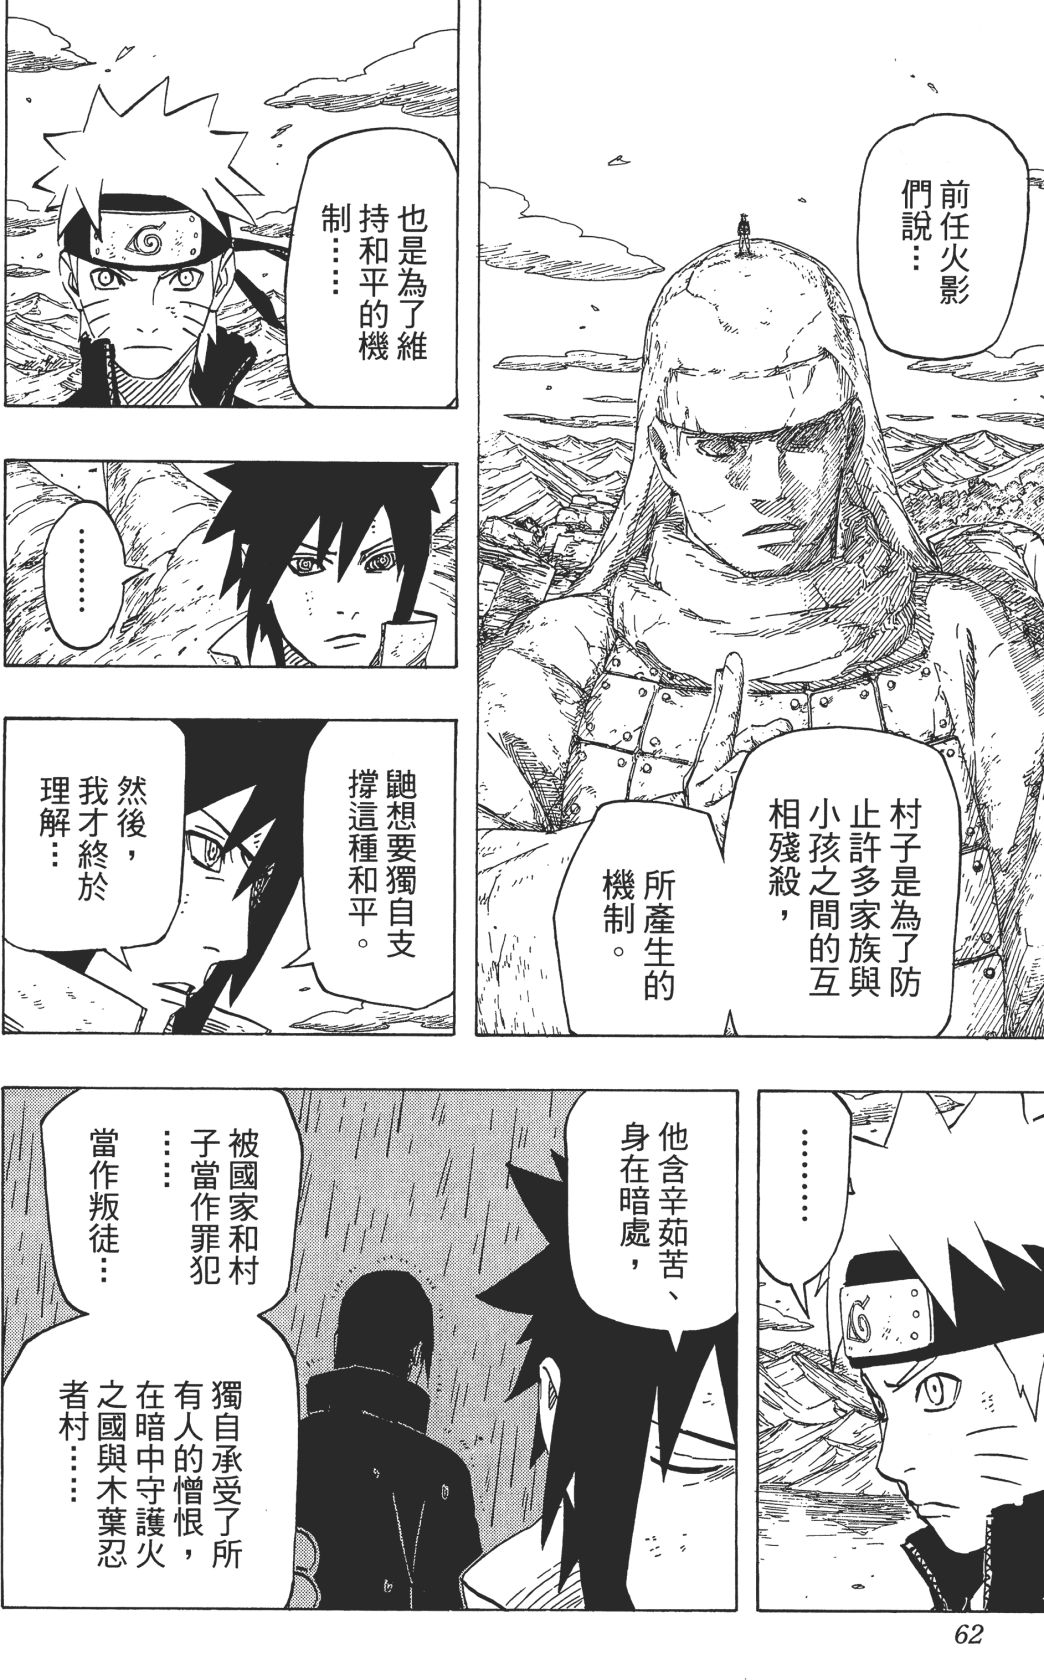 前任火影
們說…
村子是為了防
止許多家族與
小孩之間的互
相殘殺，
所產生的
機制。
也是為了維
持和平的機
制……
………
鼬想要獨自支
撐這種和平。
然後，
我才終於
理解…
………
他含辛茹苦、
身在暗處，
被國家和村
子當作罪犯
……
當作叛徒…
獨自承受了所
有人的憎恨，
在暗中守護火
之國與木葉忍
者村……
62